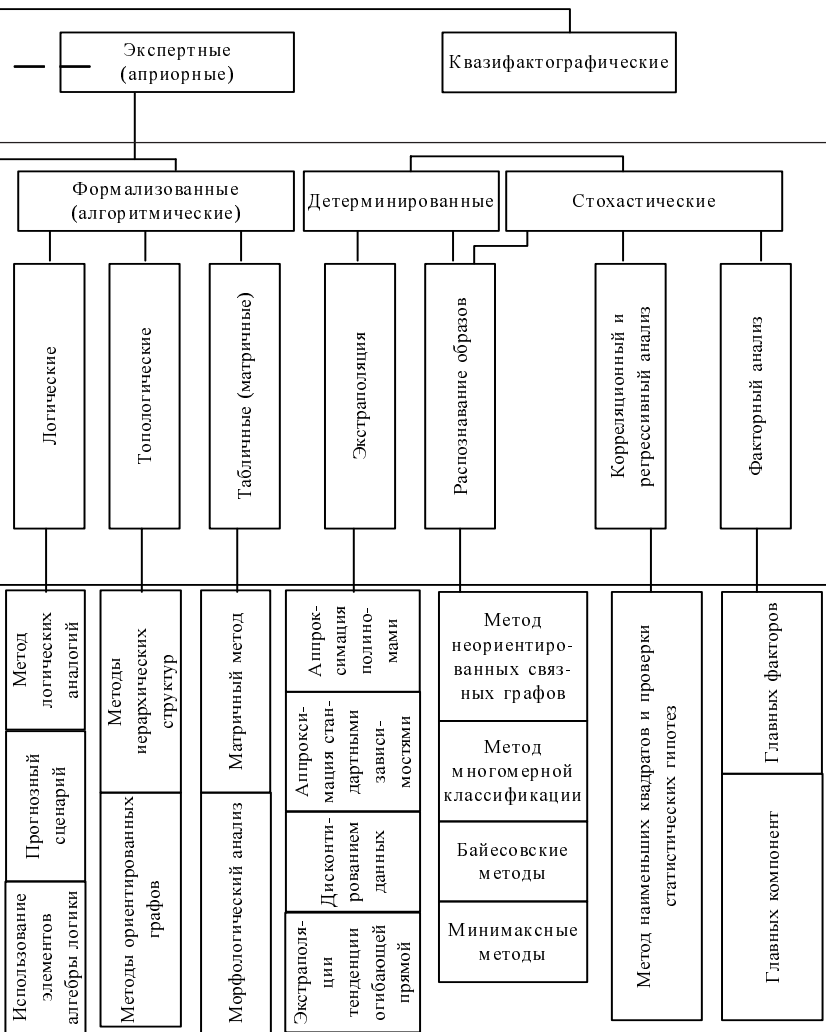 Экспертные
(априорные)
Квазифактографические
Формализованные
(алгоритмические)
Детерминированные
Стохастические
Логические
Топологические
Табличные (матричные)
Экстраполяция
Распознавание образов
Корреляционный и
регрессивный анализ
Факторный анализ
Метод
логических
аналогий
Прогнозный
сценарий
Использование
элементов
алгебры логики
Методы
иерархических
структур
Методы ориентированных
графов
Матричный метод
Морфологический анализ
Аппрок-
симация
полино-
мами
Аппрокси-
мация стан-
дартными
зависи-
мостями
Дисконти-
рованием
данных
Экстраполя-
ции
тенденции
огибающей
прямой
Метод
неориентиро-
ванных связ-
ных графов
Метод
многомерной
классификации
Байесовские
методы
Минимаксные
методы
Метод наименьших квадратов и проверки
статистических гипотез
Главных факторов
Главных компонент